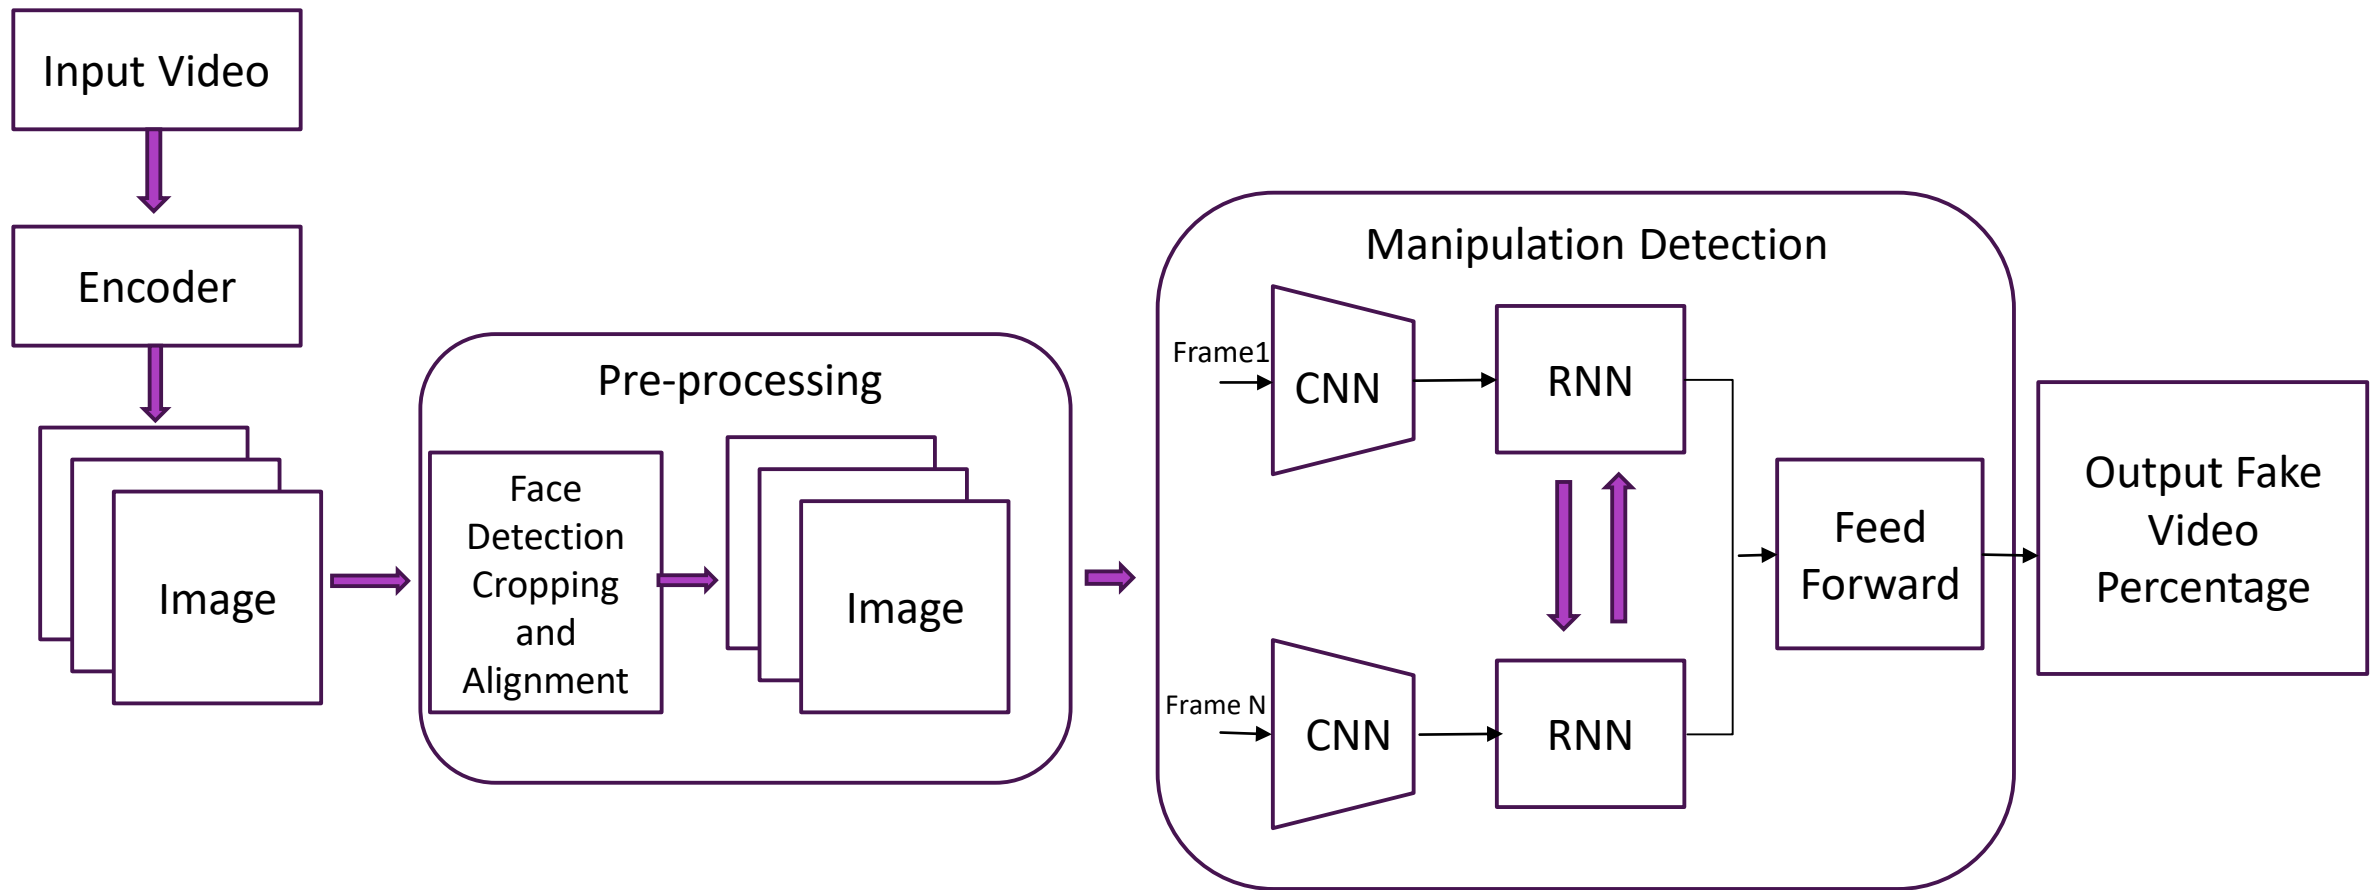 Input Video
Encoder
Image
Pre-processing
Face
Detection
Cropping
and
Alignment
Image
Manipulation Detection
Frame1
CNN
RNN
Frame N
CNN
RNN
Feed
Forward
Output Fake
Video
Percentage